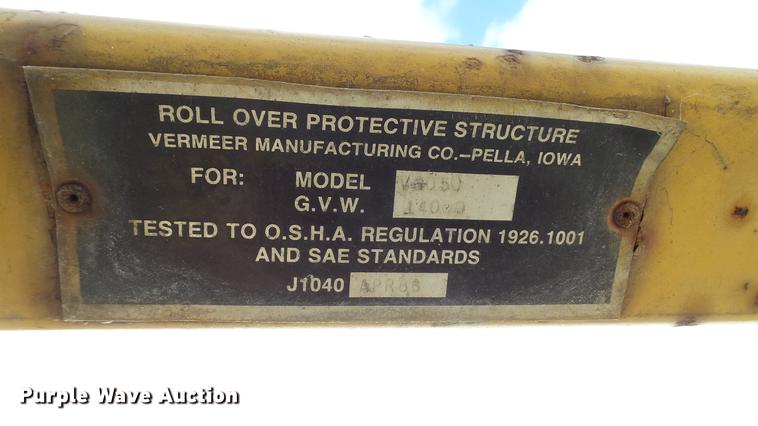 ROLL OVER PROTECTIVE STRUCTURE
VERMEER MANUFACTURING CO.-PELLA, IOWA
FOR: MODEL
G.V.W.
TESTED TO O.S.H.A. REGULATION 1926.1001
AND SAE STANDARDS
J1040
Purple Wave Auction